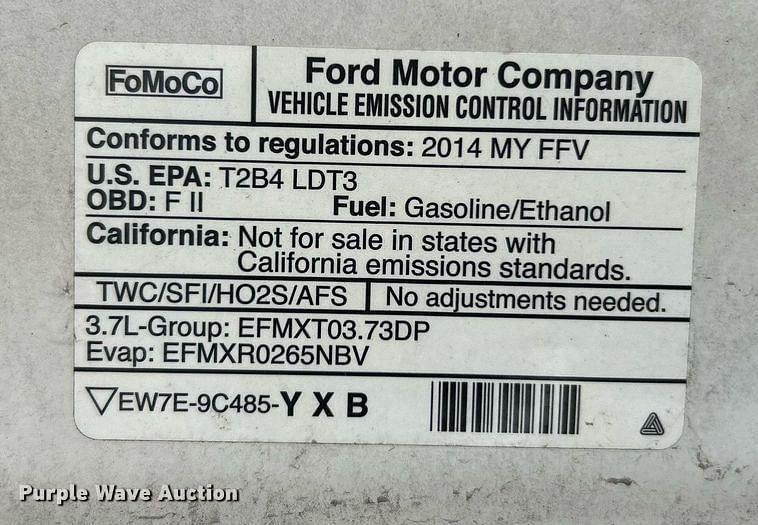 FoMoCo
Ford Motor Company
VEHICLE EMISSION CONTROL INFORMATION
Conforms to regulations: 2014 MY FFV
U.S. EPA: T2B4 LDT3
OBD: F II Fuel: Gasoline/Ethanol
California: Not for sale in states with
California emissions standards.
TWC/SFI/HO2S/AFS No adjustments needed.
3.7L-Group: EFMXT03.73DP
Evap: EFMXR0265NBV
EW7E-9C485-Y X B
Purple Wave Auction